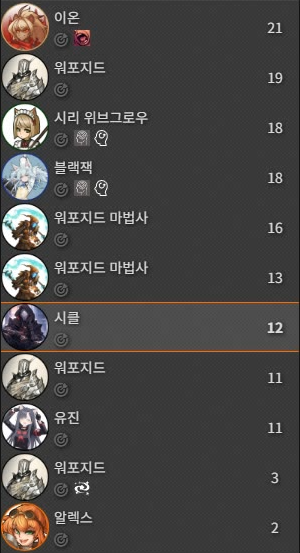 이온 21
워포지드 19
시리 위브그로우 18
블랙잭 18
워포지드 마법사 16
워포지드 마법사 13
시클 12
워포지드 11
유진 11
워포지드 3
알렉스 2